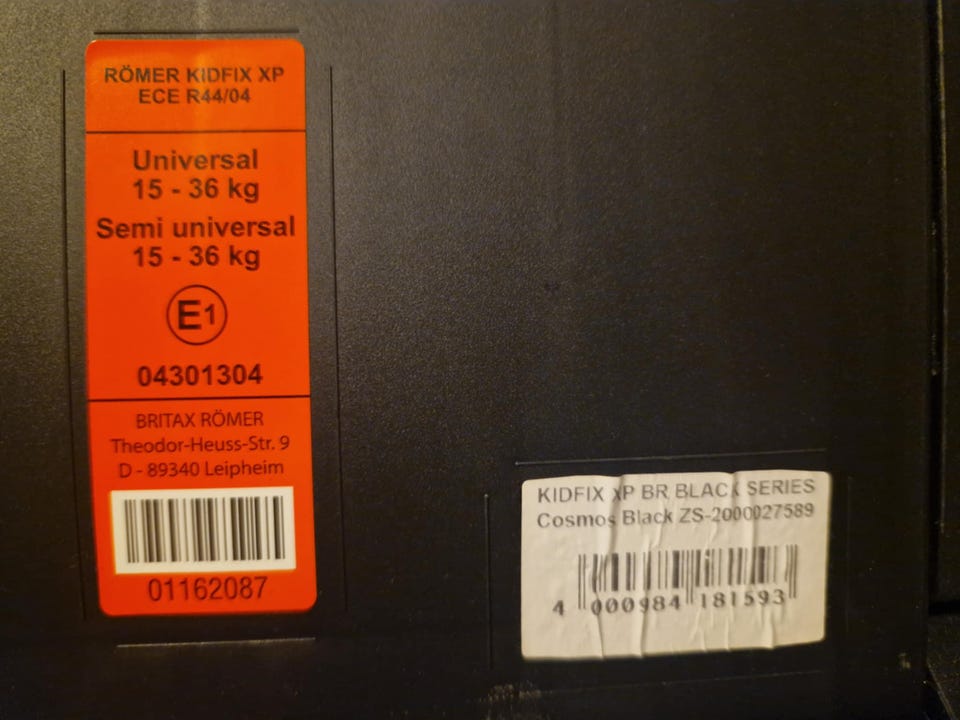 RÖMER KIDFIX XP
ECE R44/04
Universal
15 - 36 kg
Semi universal
15 - 36 kg
E1
04301304
BRITAX RÖMER
Theodor-Heuss-Str. 9
D - 89340 Leipheim
01162087
KIDFIX XP BR BLACK SERIES
Cosmos Black ZS-2000027589
4 000984 181593